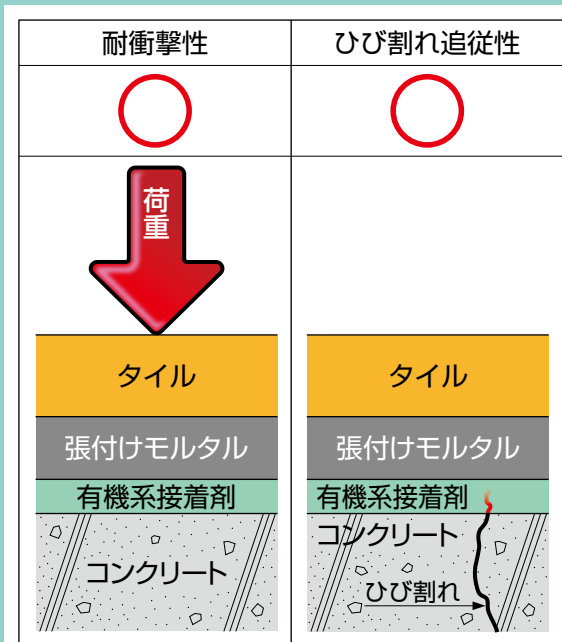 耐衝撃性
ひび割れ追従性
荷重
タイル
張付けモルタル
有機系接着剤
コンクリート
タイル
張付けモルタル
有機系接着剤
コンクリート
ひび割れ